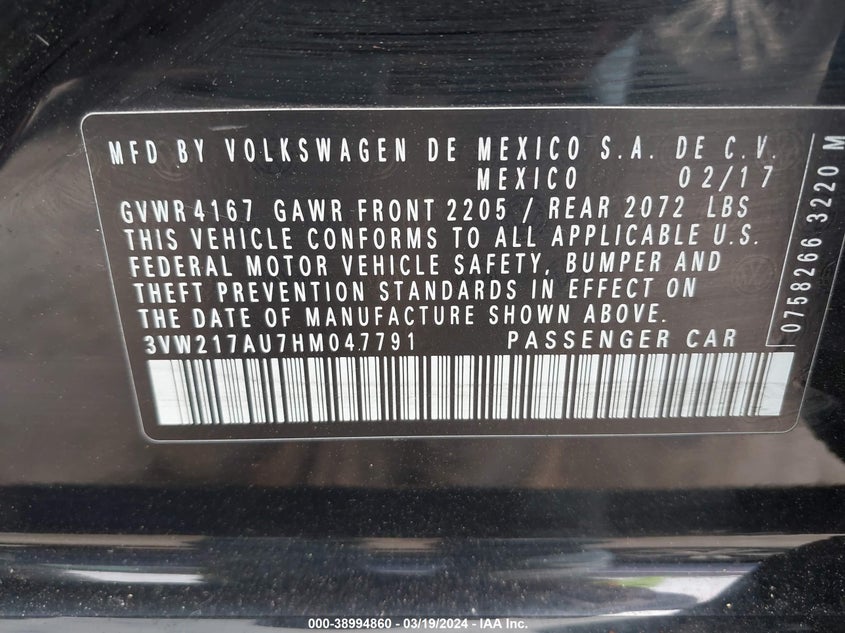 MFD BY VOLKSWAGEN DE MEXICO S.A. DE C.V.
MEXICO 02/17
GVWR 4167 GAWR FRONT 2205 / REAR 2072 LBS
THIS VEHICLE CONFORMS TO ALL APPLICABLE U.S.
FEDERAL MOTOR VEHICLE SAFETY, BUMPER AND
THEFT PREVENTION STANDARDS IN EFFECT ON
THE DATE OF MANUFACTURE SHOWN ABOVE.
3VW217AU7HM047791 PASSENGER CAR
0758266 3220 M
000-38994860 - 03/19/2024 - IAA Inc.